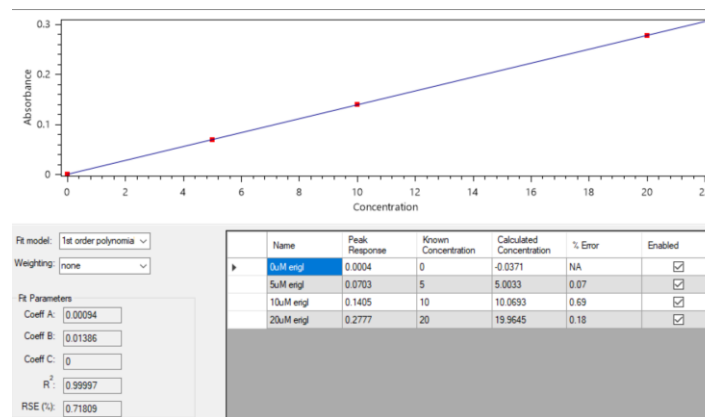 0.3
0.2
0.1
0
Absorbance
0 2 4 6 8 10 12 14 16 18 20
Concentration
Fit model: 1st order polynomia
Weighting: none
Fit Parameters
Coeff A: 0.00094
Coeff B: 0.01386
Coeff C: 0
R²: 0.99997
RSE (%): 0.71809
Name Peak Response Known Concentration Calculated Concentration % Error Enabled
0uM erigl 0.0004 0 -0.0371 NA
5uM erigl 0.0703 5 5.0033 0.07
10uM erigl 0.1405 10 10.0693 0.69
20uM erigl 0.2777 20 19.9645 0.18